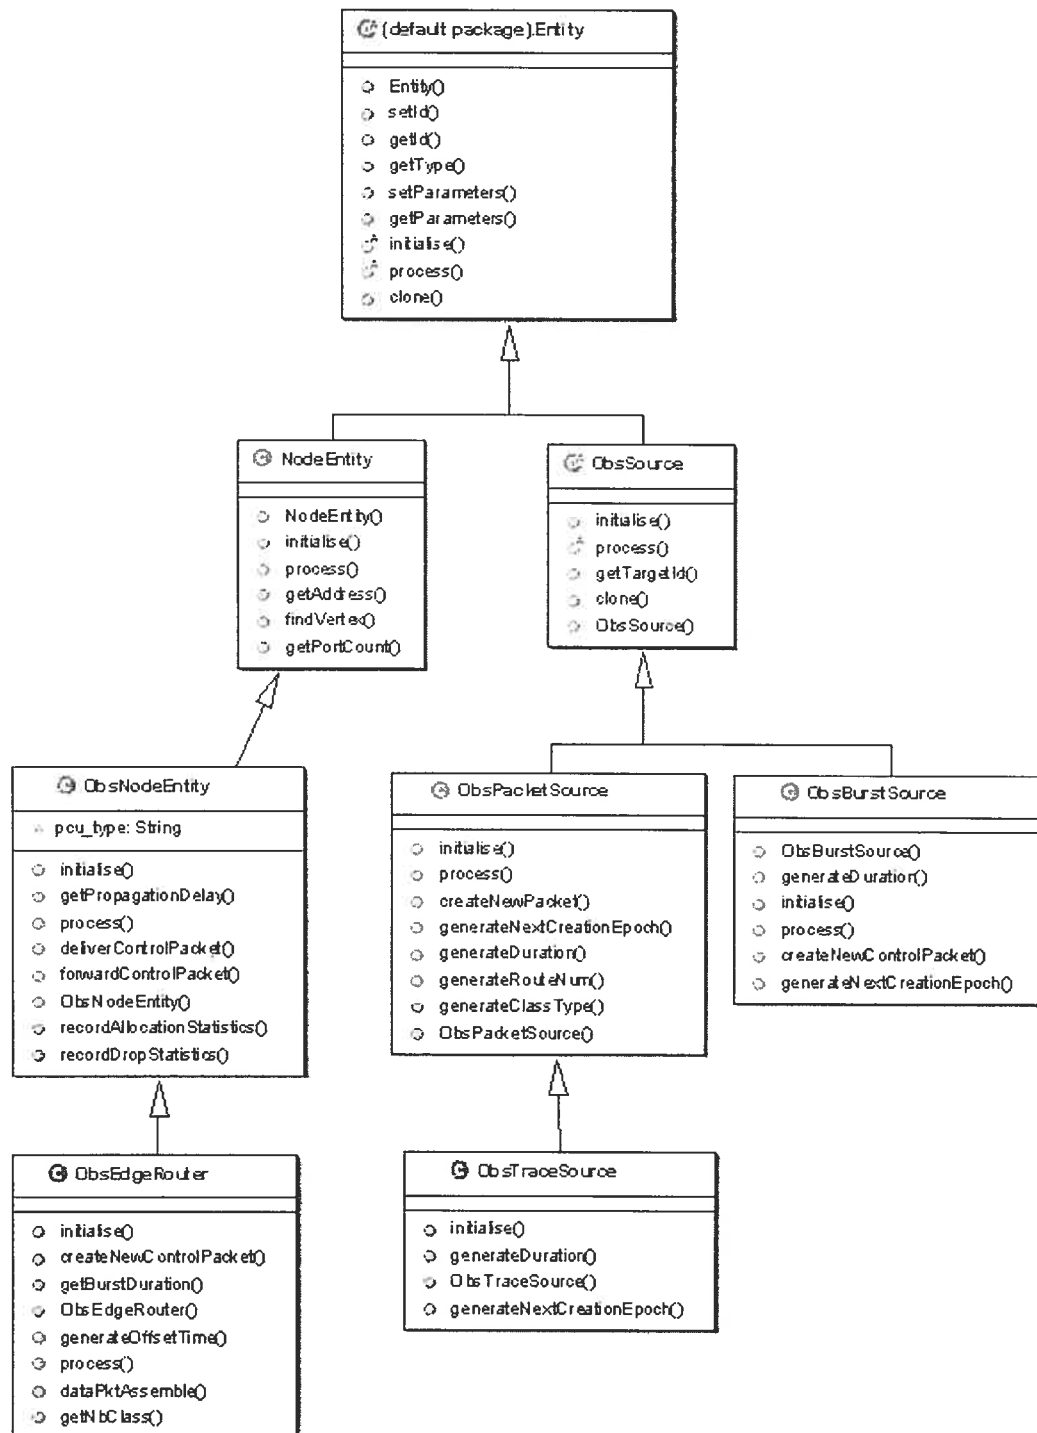 (default package).Entity
Entity()
setId()
getId()
getType()
setParameters()
getParameters()
initialise()
process()
clone()
NodeEntity
NodeEntity()
initialise()
process()
getAddress()
findVertex()
getPortCount()
ObsSource
initialise()
process()
getTargetId()
clone()
ObsSource()
ObsNodeEntity
pcu_type: String
initialise()
getPropagationDelay()
process()
deliverControlPacket()
forwardControlPacket()
ObsNodeEntity()
recordAllocationStatistics()
recordDropStatistics()
ObsPacketSource
initialise()
process()
createNewPacket()
generateNextCreationEpoch()
generateDuration()
generateRouteNum()
generateClassType()
ObsPacketSource()
ObsBurstSource
ObsBurstSource()
generateDuration()
initialise()
process()
createNewControlPacket()
generateNextCreationEpoch()
ObsEdgeRouter
initialise()
createNewControlPacket()
getBurstDuration()
ObsEdgeRouter()
generateOffsetTime()
process()
dataPktAssemble()
getNbClass()
ObsTraceSource
initialise()
generateDuration()
ObsTraceSource()
generateNextCreationEpoch()